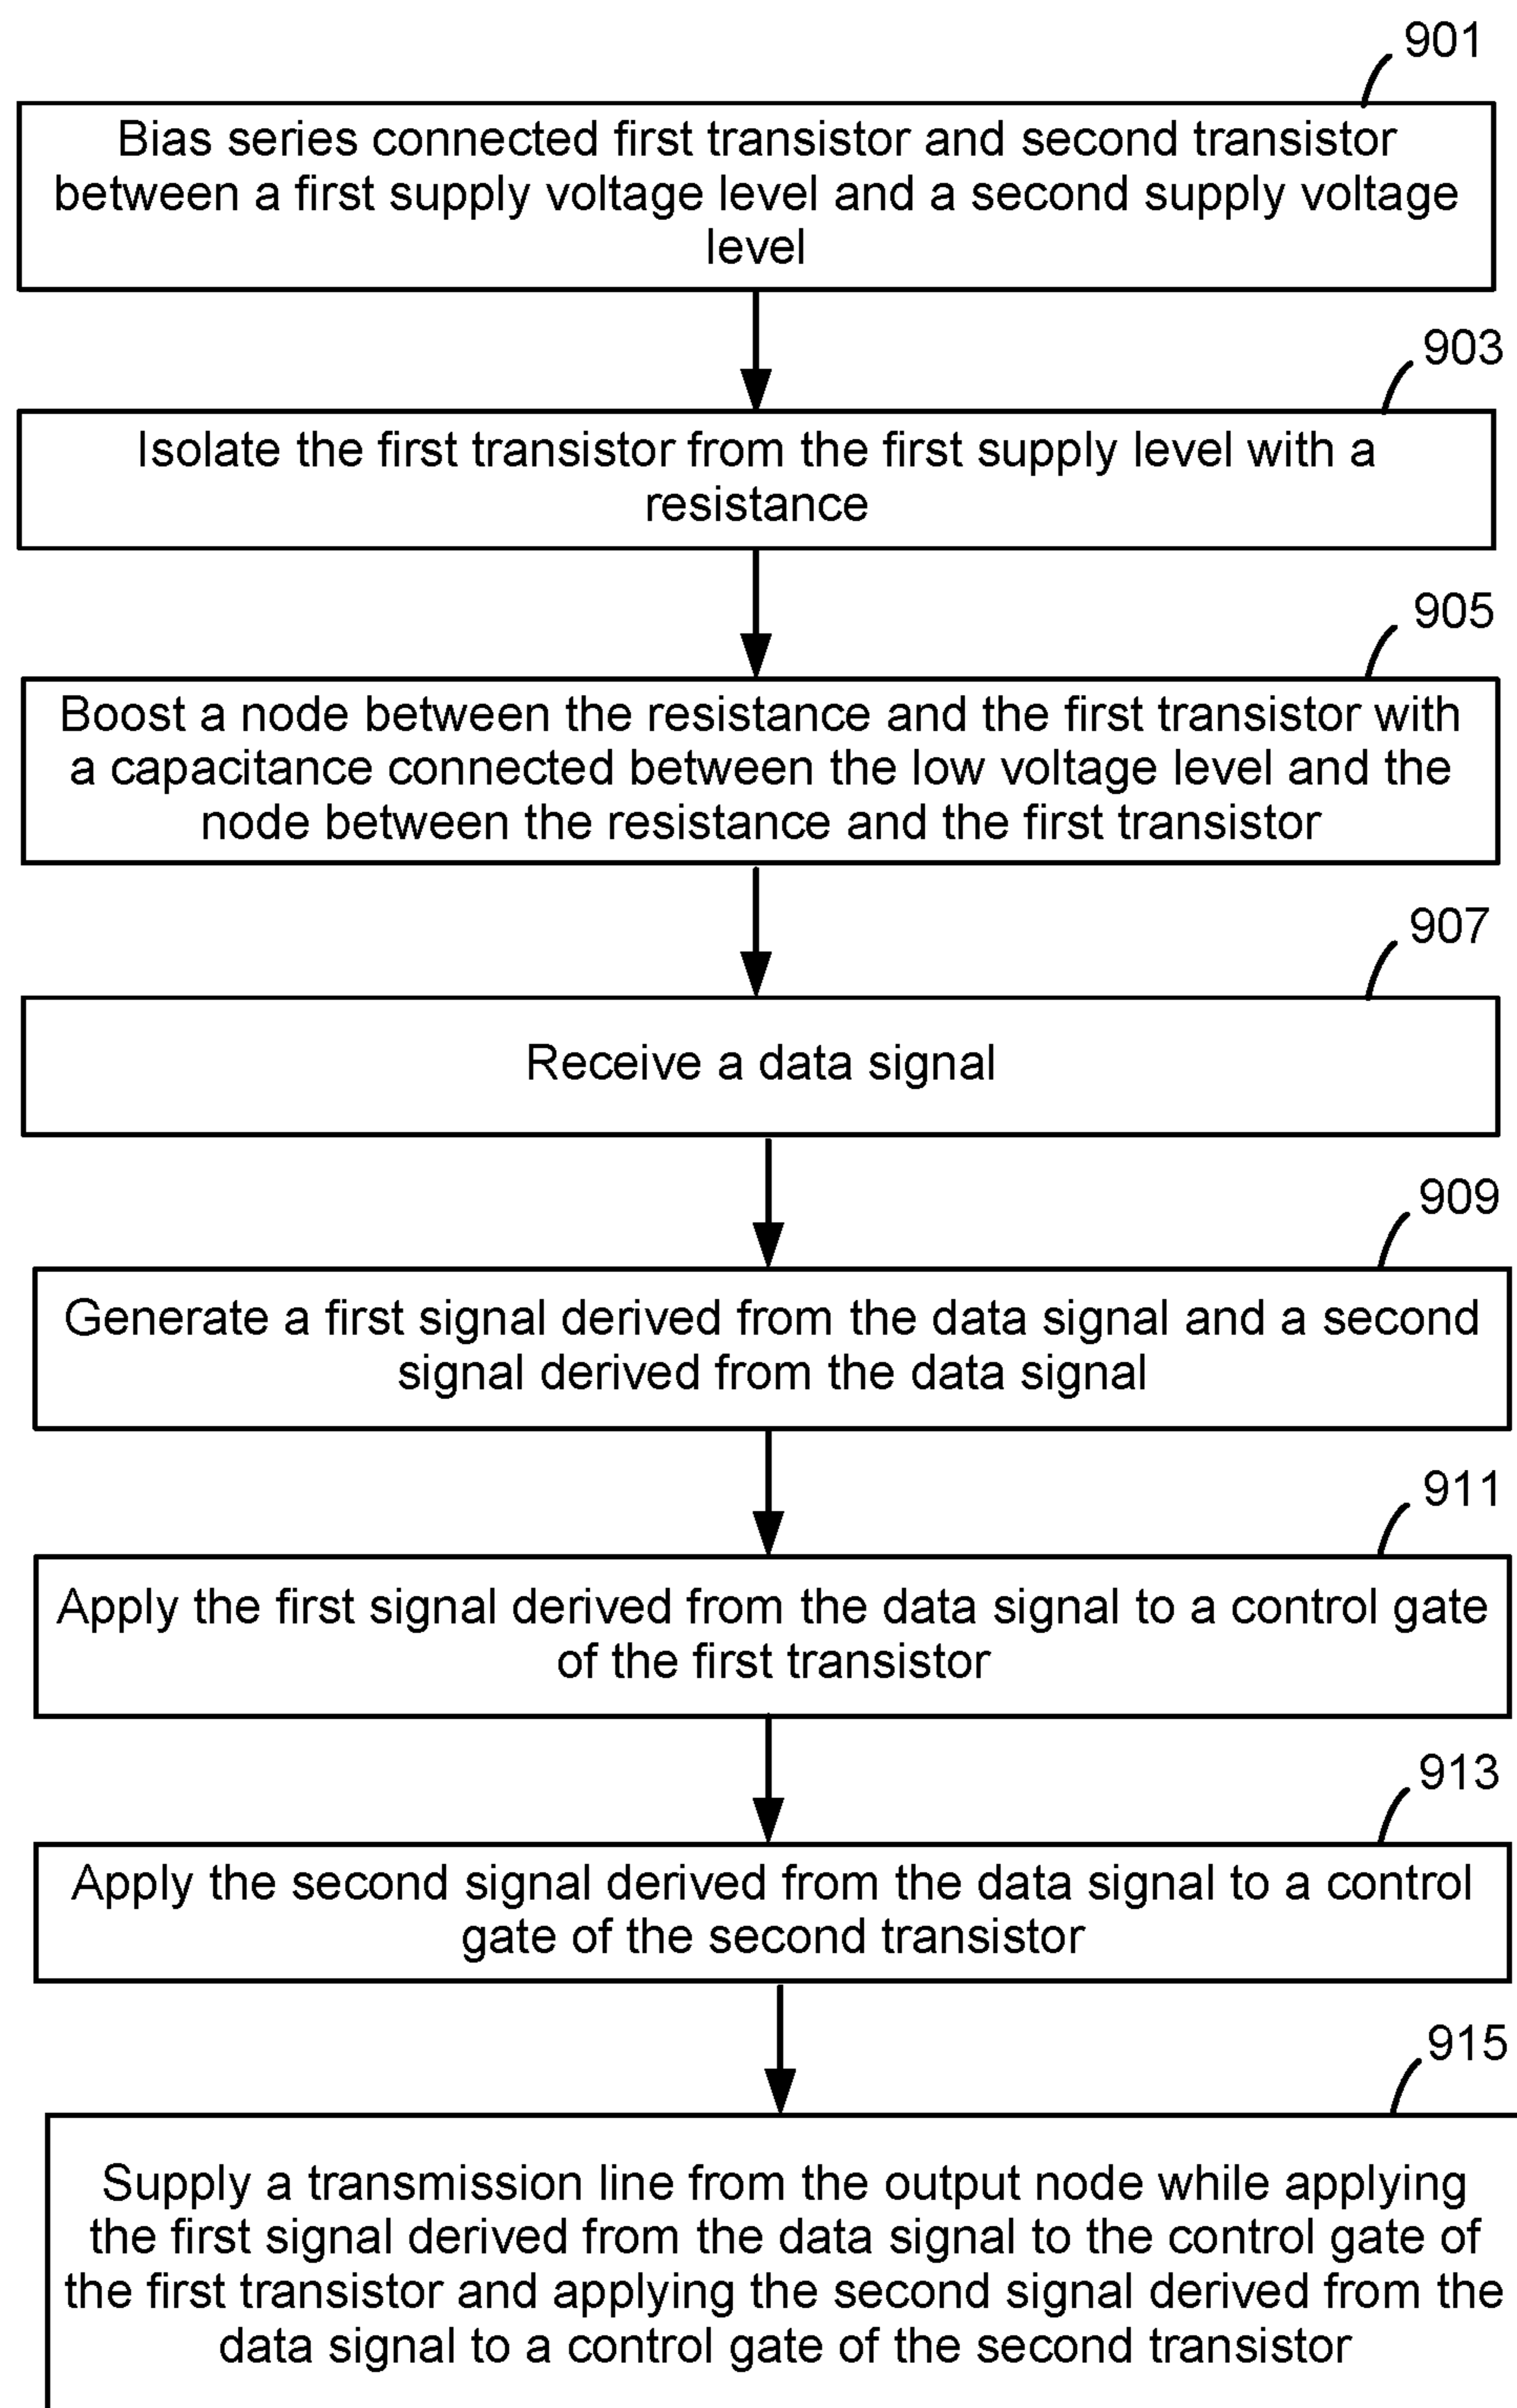 901
Bias series connected first transistor and second transistor
between a first supply voltage level and a second supply voltage
level
903
Isolate the first transistor from the first supply level with a
resistance
905
Boost a node between the resistance and the first transistor with
a capacitance connected between the low voltage level and the
node between the resistance and the first transistor
907
Receive a data signal
909
Generate a first signal derived from the data signal and a second
signal derived from the data signal
911
Apply the first signal derived from the data signal to a control gate
of the first transistor
913
Apply the second signal derived from the data signal to a control
gate of the second transistor
915
Supply a transmission line from the output node while applying
the first signal derived from the data signal to the control gate of
the first transistor and applying the second signal derived from the
data signal to a control gate of the second transistor